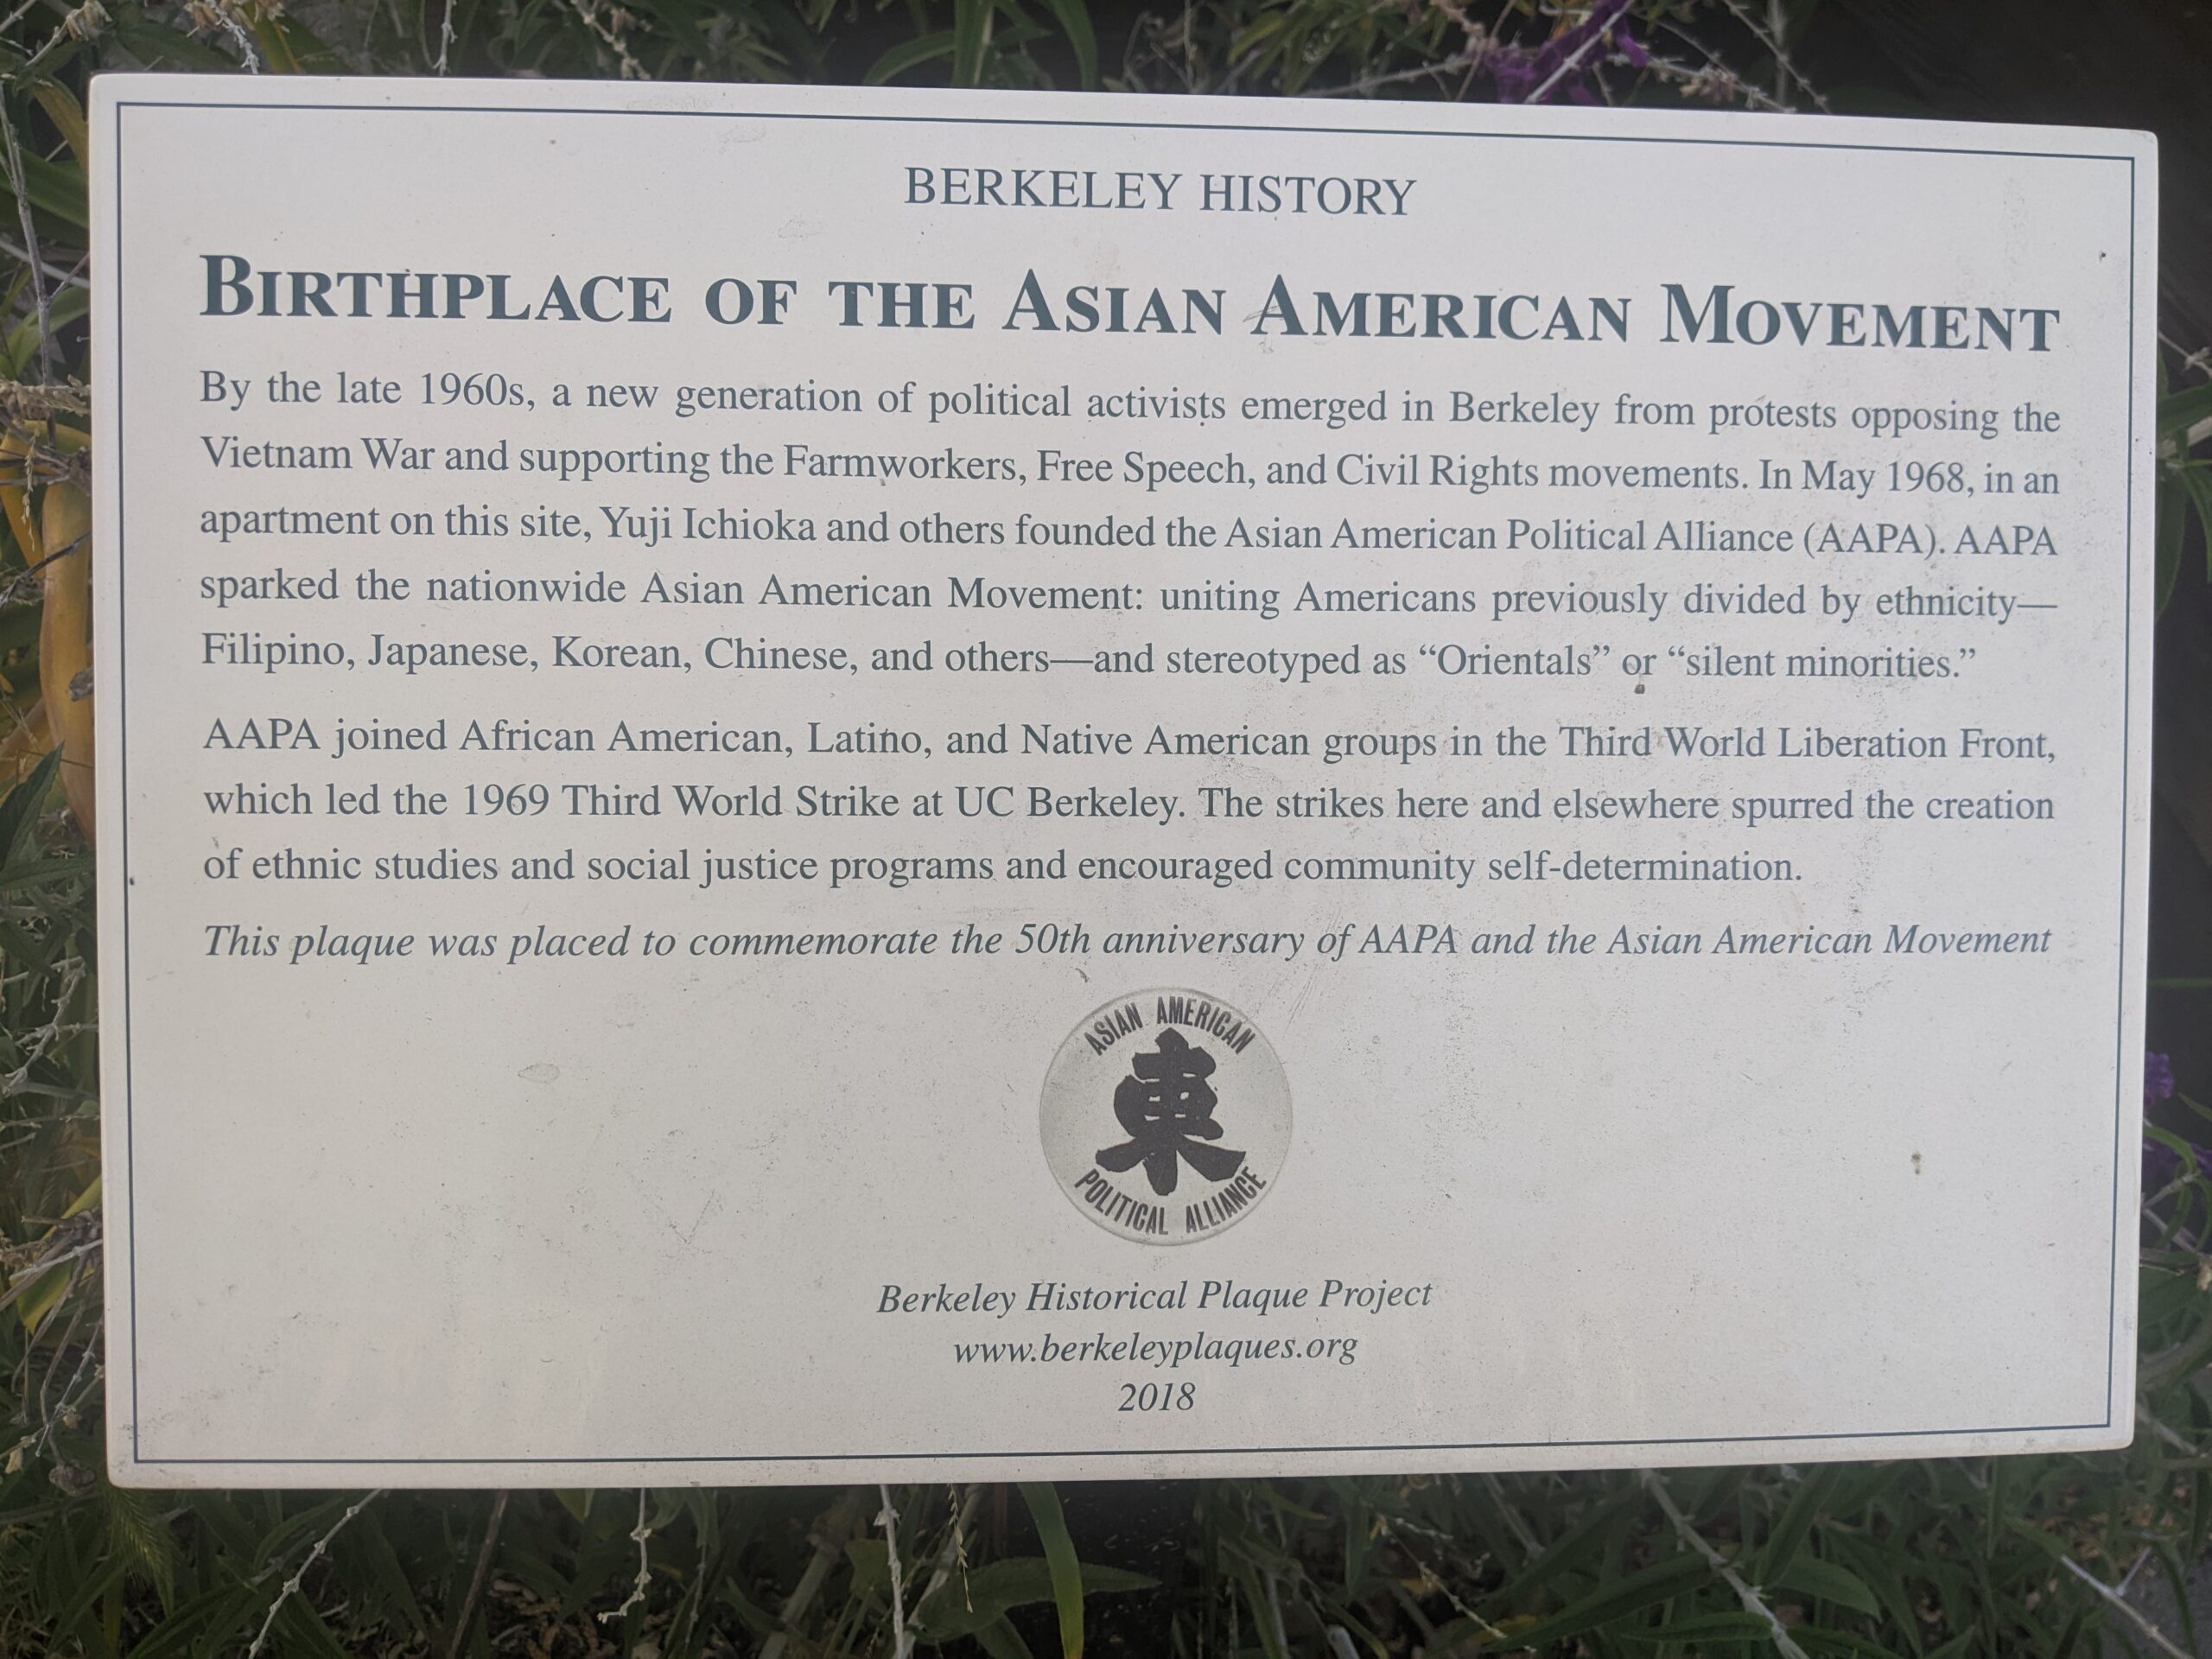 BERKELEY HISTORY
BIRTHPLACE OF THE ASIAN AMERICAN MOVEMENT
By the late 1960s, a new generation of political activists emerged in Berkeley from protests opposing the
Vietnam War and supporting the Farmworkers, Free Speech, and Civil Rights movements. In May 1968, in an
apartment on this site, Yuji Ichioka and others founded the Asian American Political Alliance (AAPA). AAPA
sparked the nationwide Asian American Movement: uniting Americans previously divided by ethnicity—
Filipino, Japanese, Korean, Chinese, and others—and stereotyped as “Orientals” or “silent minorities.”
AAPA joined African American, Latino, and Native American groups in the Third World Liberation Front,
which led the 1969 Third World Strike at UC Berkeley. The strikes here and elsewhere spurred the creation
of ethnic studies and social justice programs and encouraged community self-determination.
This plaque was placed to commemorate the 50th anniversary of AAPA and the Asian American Movement
ASIAN AMERICAN
東
POLITICAL ALLIANCE
Berkeley Historical Plaque Project
www.berkeleyplaques.org
2018